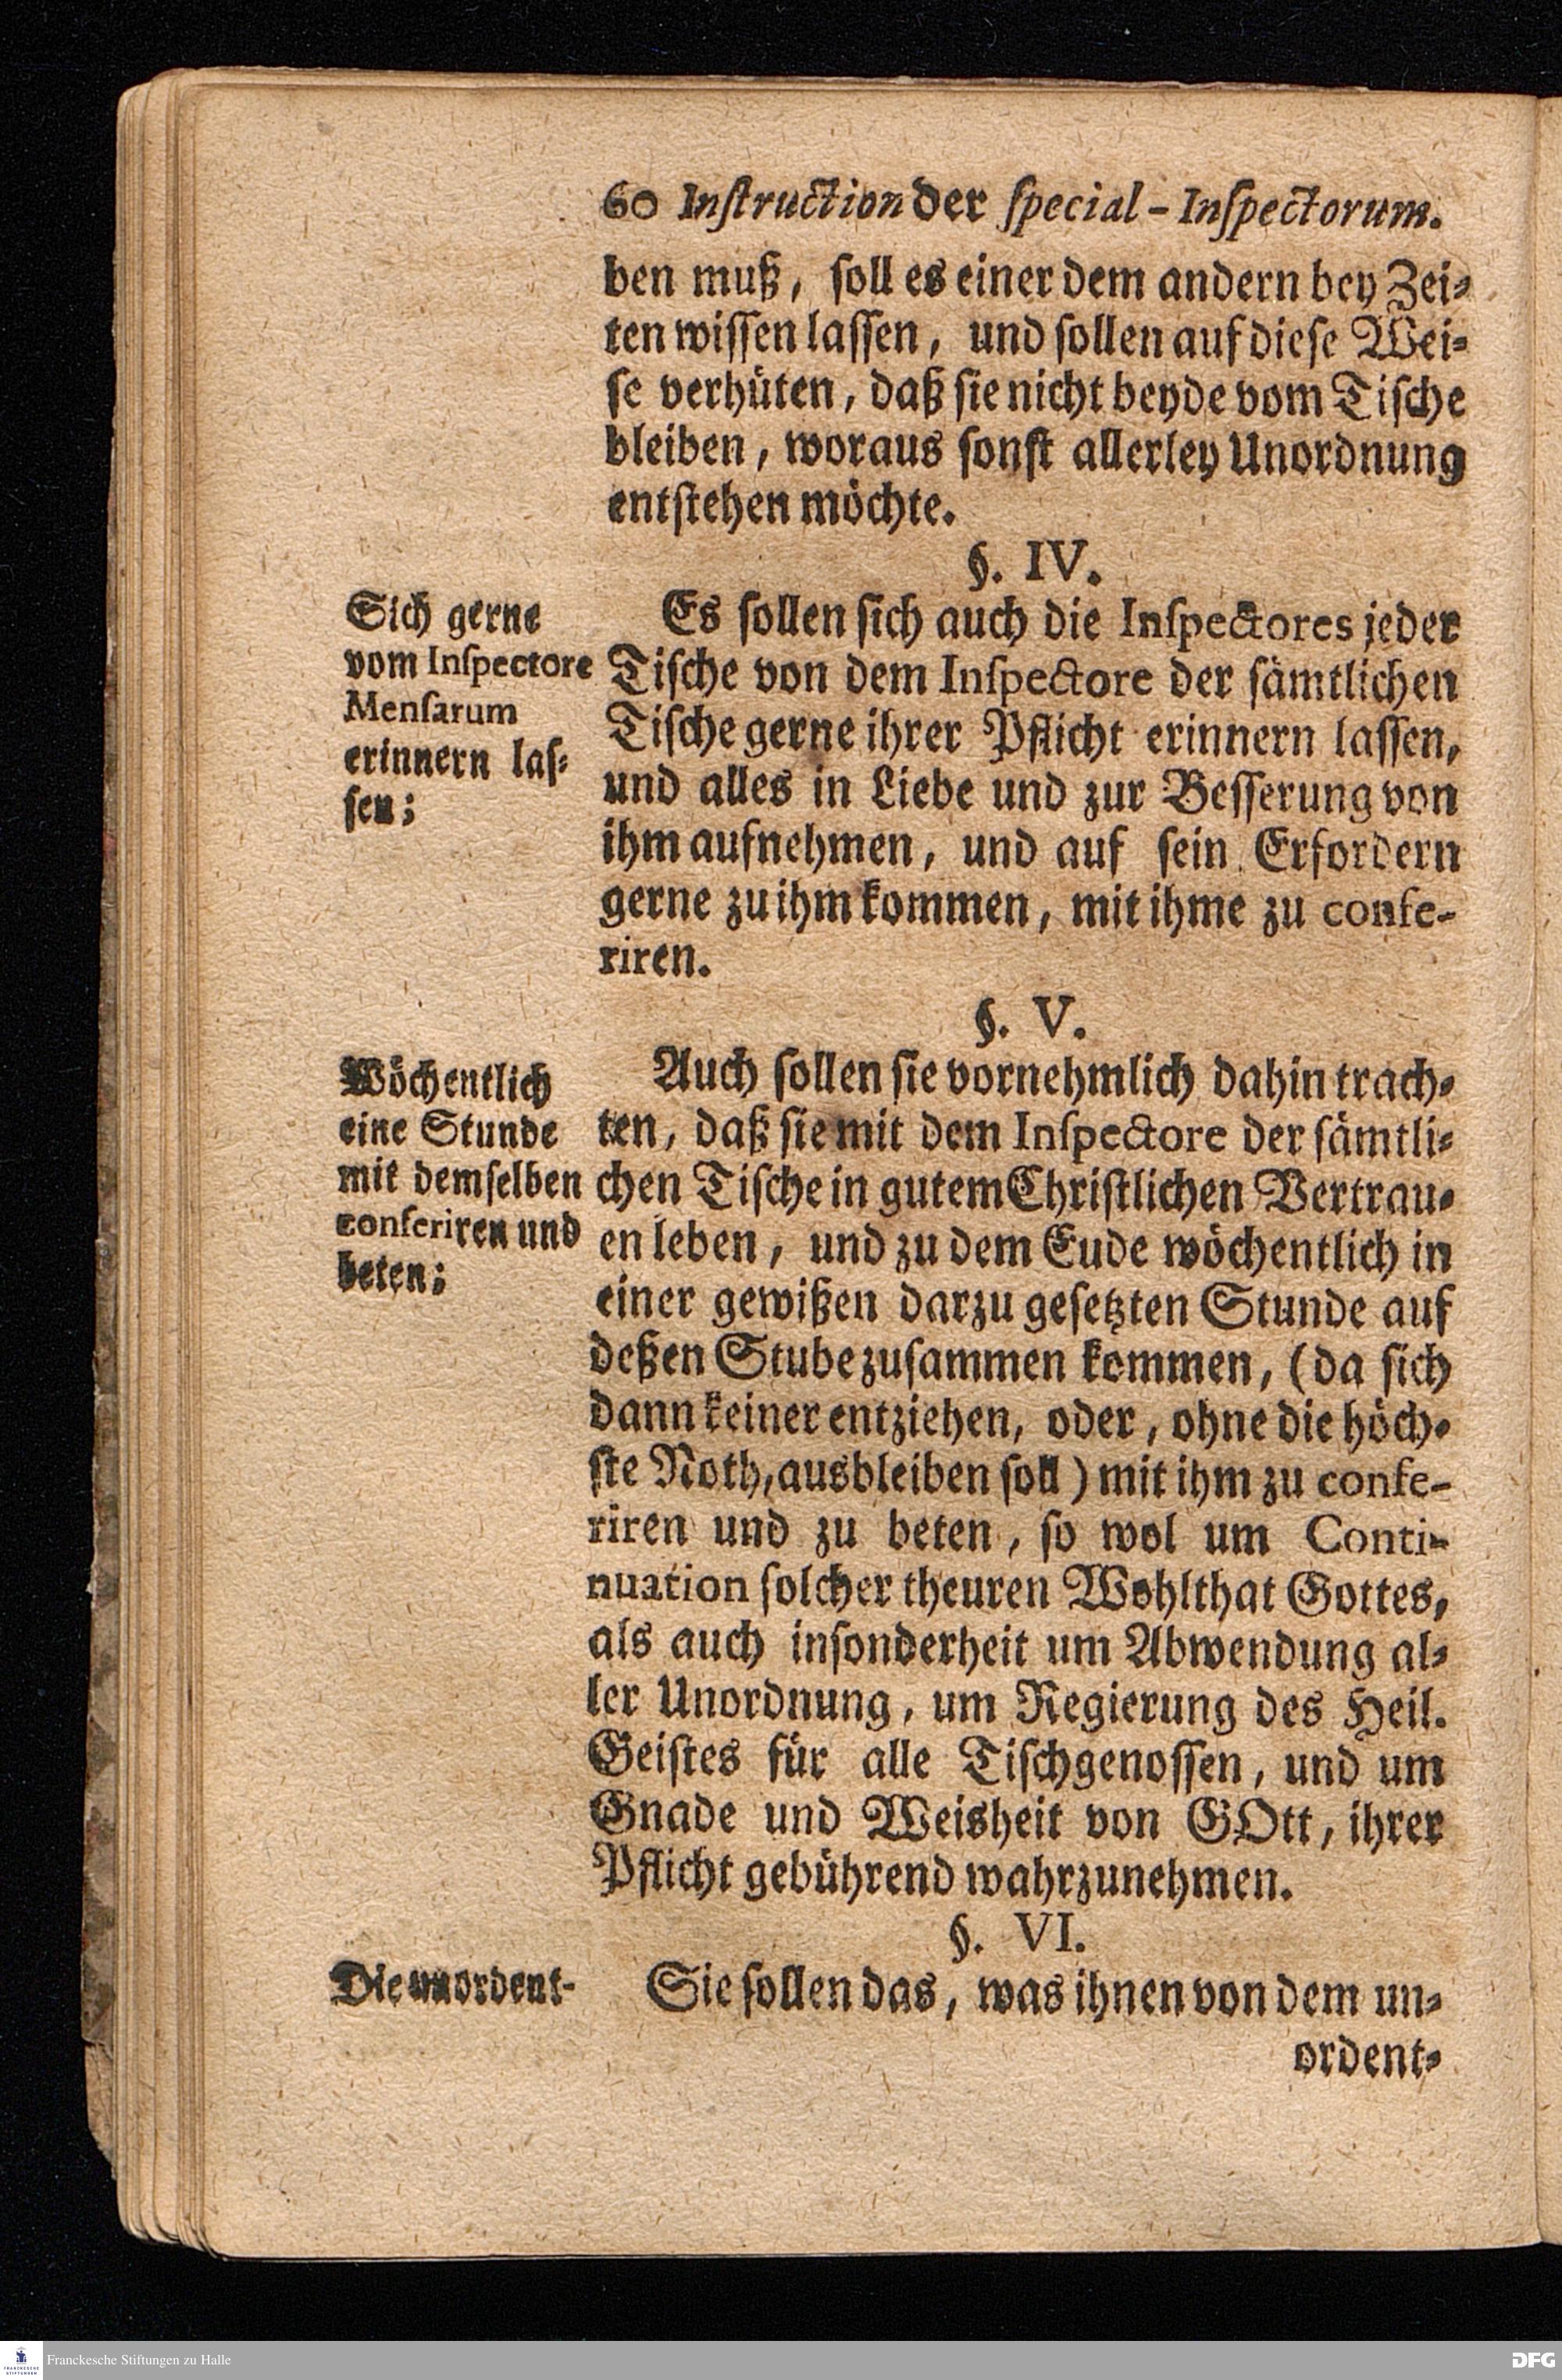 60 Inſtruction der ſpecial-Inſpectorum.
ben muß, ſoll es einer dem andern bey Zei⸗
ten wiſſen laſſen, und ſollen auf dieſe Wei⸗
ſe verhüten, daß ſie nicht beyde vom Tiſche
bleiben, woraus ſonſt allerley Unordnung
entſtehen möchte.
§. IV.
Sich gerne
vom Inſpectore
Menſarum
erinnern laſ⸗
ſen;
Es ſollen ſich auch die Inſpectores jeder
Tiſche von dem Inſpectore der ſämtlichen
Tiſche gerne ihrer Pflicht erinnern laſſen,
und alles in Liebe und zur Beſſerung von
ihm aufnehmen, und auf ſein Erfordern
gerne zu ihm kommen, mit ihme zu confe-
riren.
§. V.
Wöchentlich
eine Stunde
mit demſelben
conferiren und
beten;
Auch ſollen ſie vornehmlich dahin trach⸗
ten, daß ſie mit dem Inſpectore der ſämtli⸗
chen Tiſche in gutem Chriſtlichen Vertrau⸗
en leben, und zu dem Eude wöchentlich in
einer gewißen darzu geſetzten Stunde auf
deßen Stube zuſammen kommen, (da ſich
dann keiner entziehen, oder, ohne die höch⸗
ſte Noth, ausbleiben ſoll) mit ihm zu confe-
riren und zu beten, ſo wol um Conti-
nuation ſolcher theuren Wohlthat Gottes,
als auch inſonderheit um Abwendung al⸗
ler Unordnung, um Regierung des Heil.
Geiſtes für alle Tiſchgenoſſen, und um
Gnade und Weisheit von GOtt, ihrer
Pflicht gebührend wahrzunehmen.
§. VI.
Die unordent-
Sie ſollen das, was ihnen von dem un⸗
ordent⸗
FRANCKESCHE STIFTUNGEN
Franckesche Stiftungen zu Halle
DFG